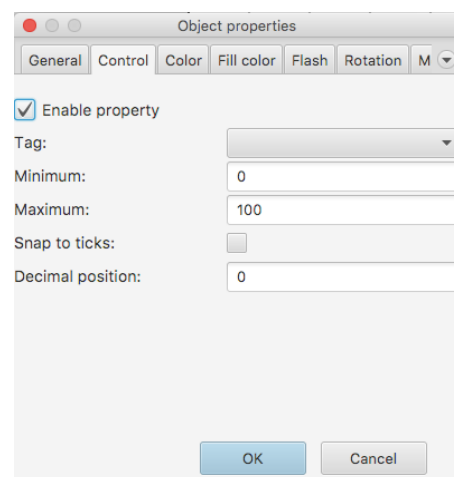 Object properties
General Control Color Fill color Flash Rotation M
Enable property
Tag:
Minimum: 0
Maximum: 100
Snap to ticks:
Decimal position: 0
OK Cancel